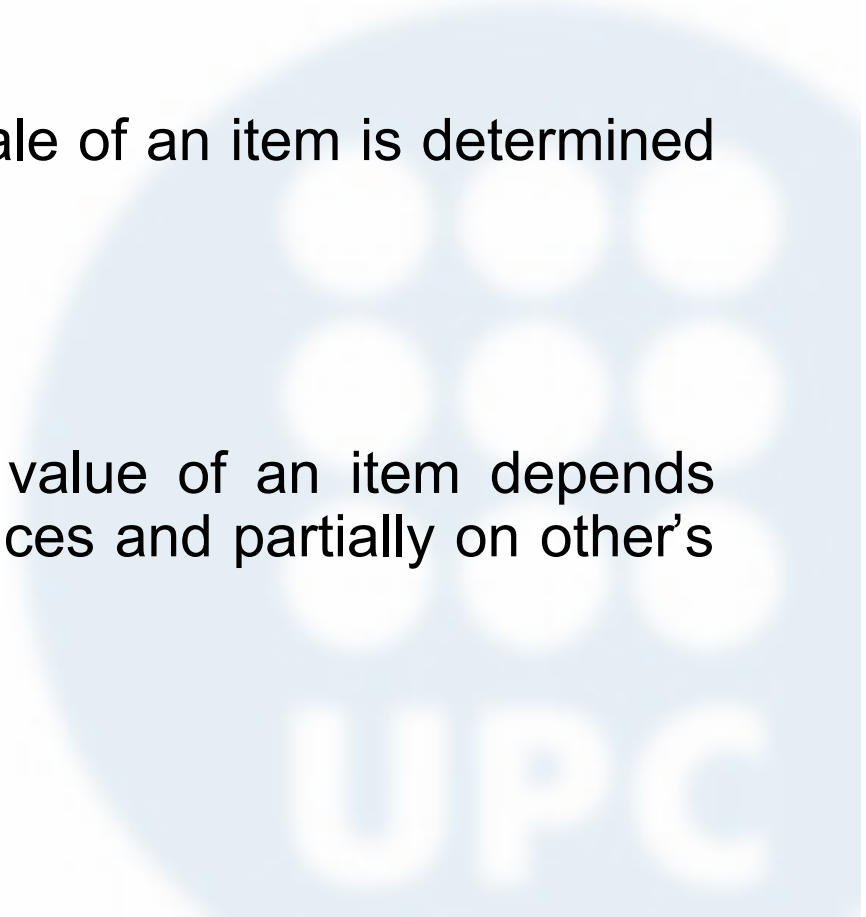 ale of an item is determined
value of an item depends
ces and partially on other’s
UPC